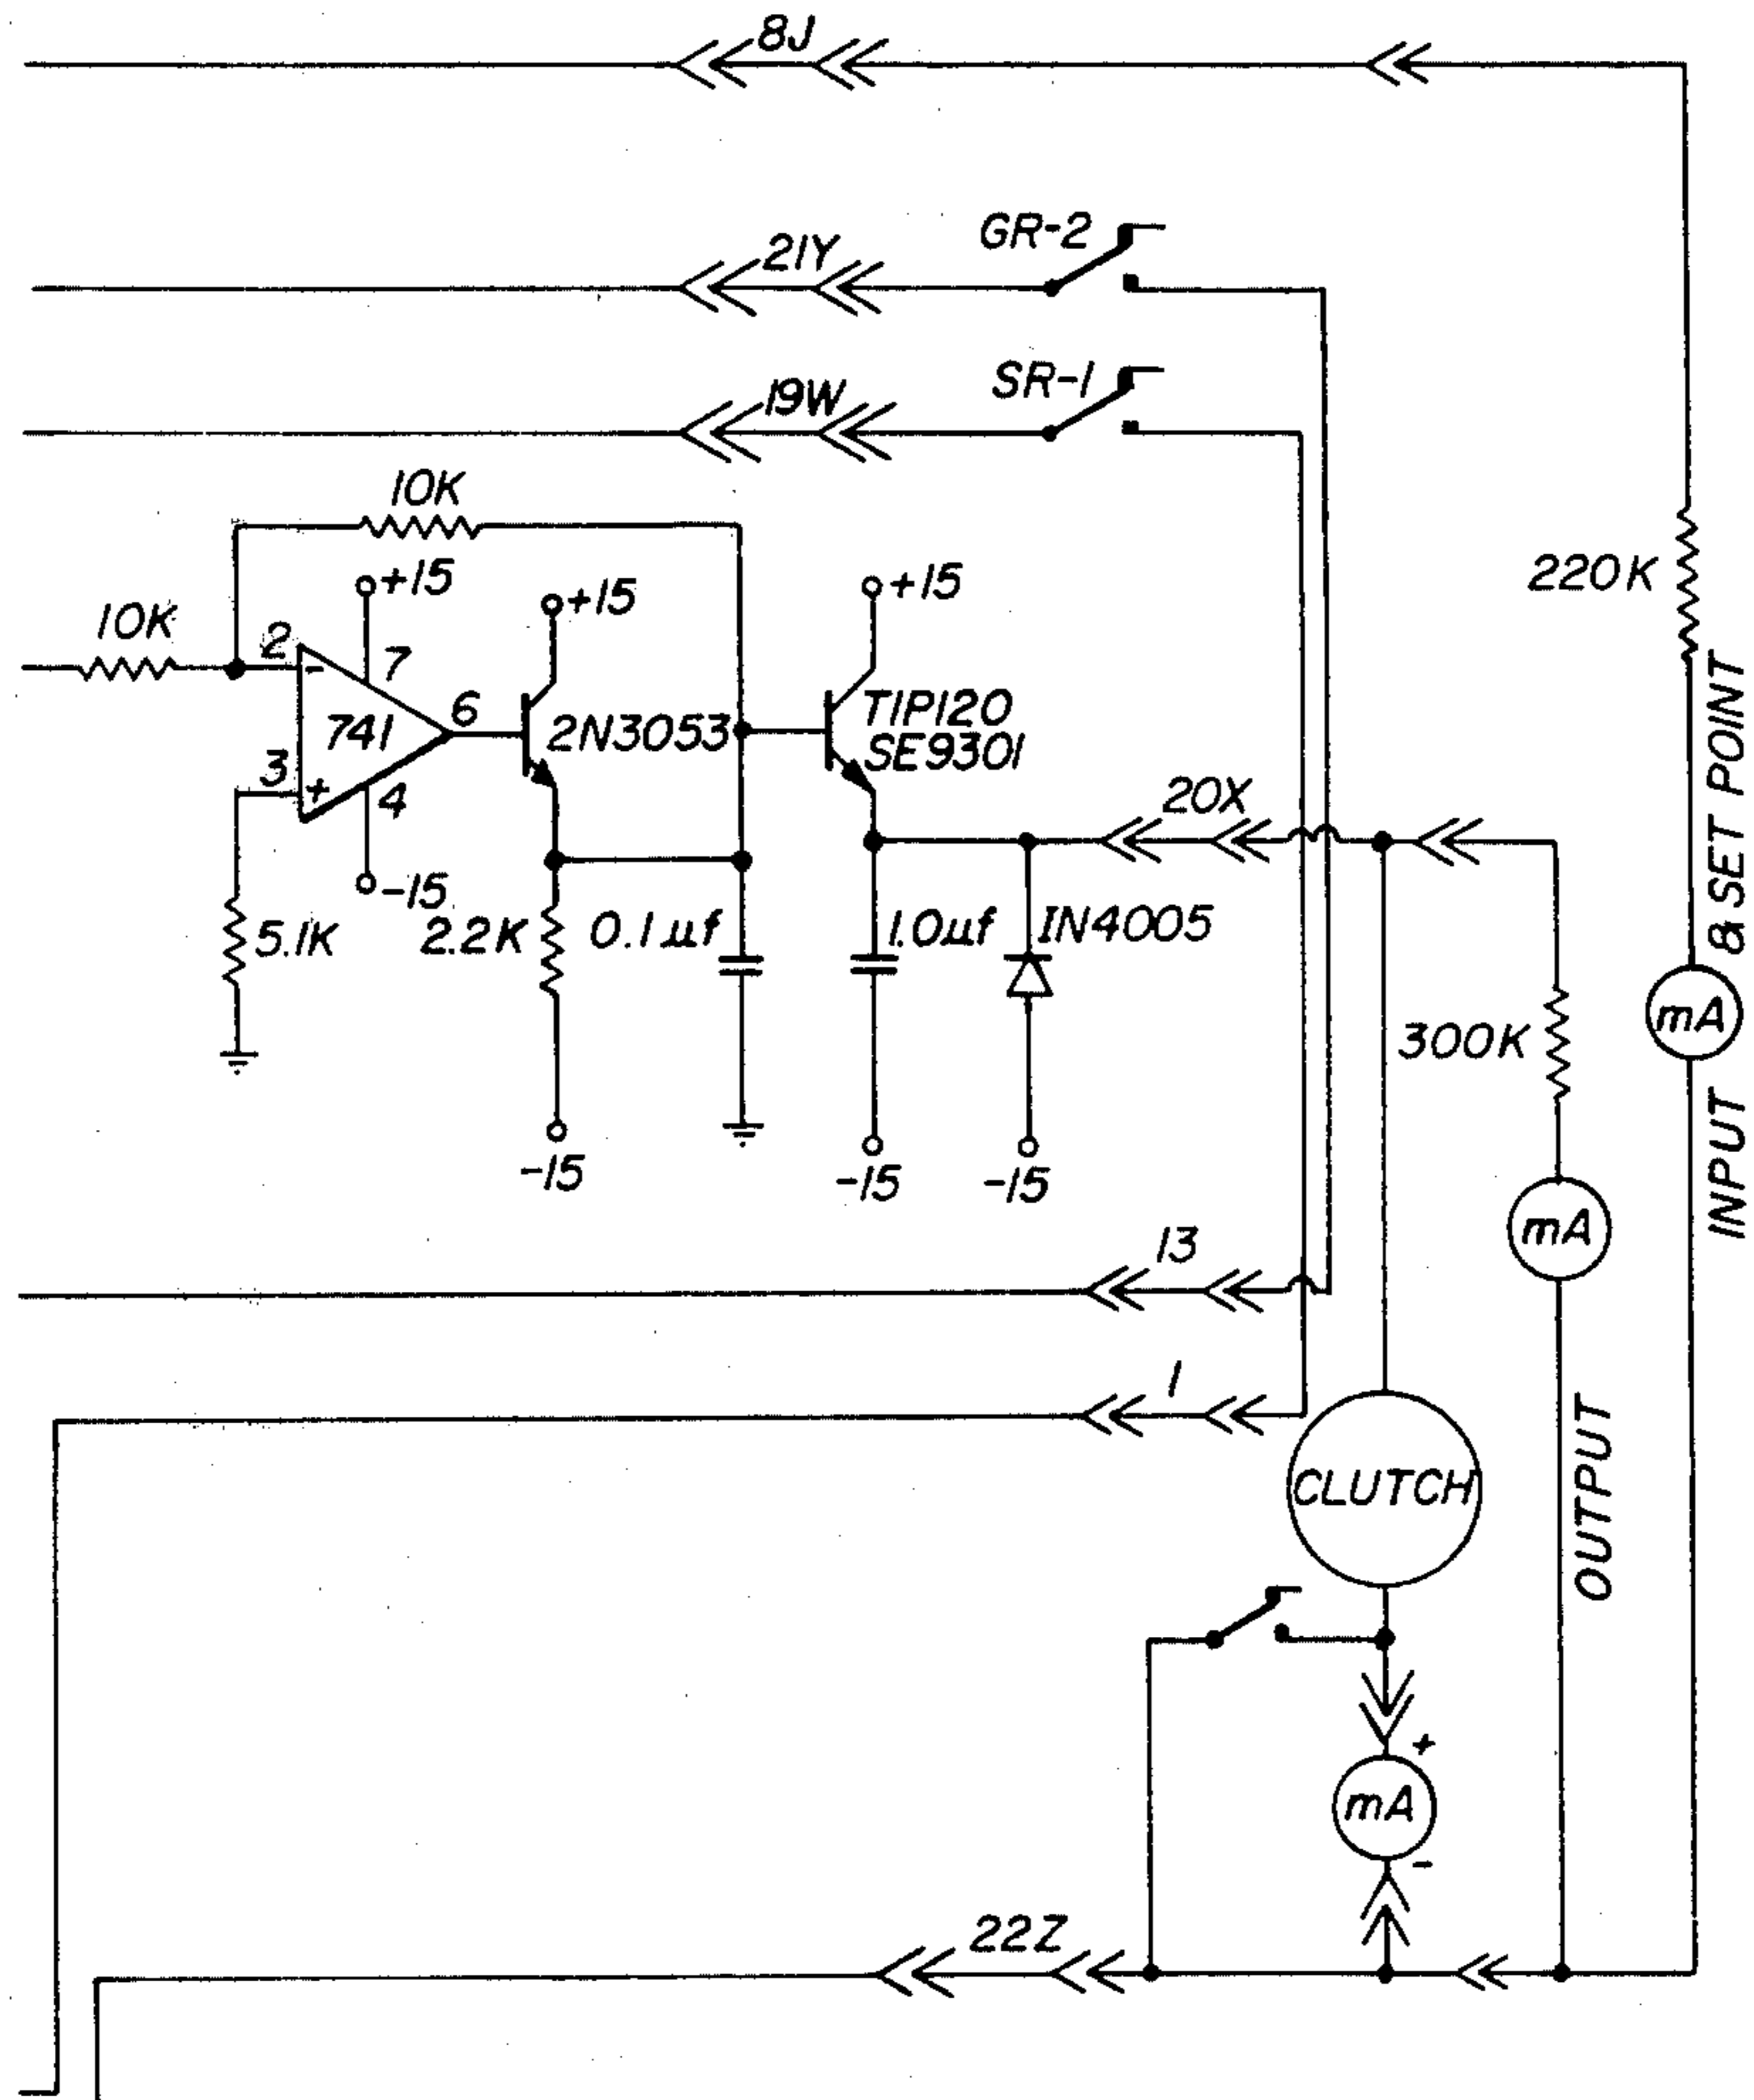 8J
21Y
GR-2
19W
SR-1
10K
+15
+15
+15
220K
10K
2
-
7
741
6
2N3053
TIP120
SE9301
3
+
4
-15
20X
& SET POINT
5.1K
2.2K
0.1 µf
1.0µf
IN4005
mA
300K
-15
-15
-15
mA
INPUT
13
1
CLUTCH
OUTPUT
+
mA
-
22Z